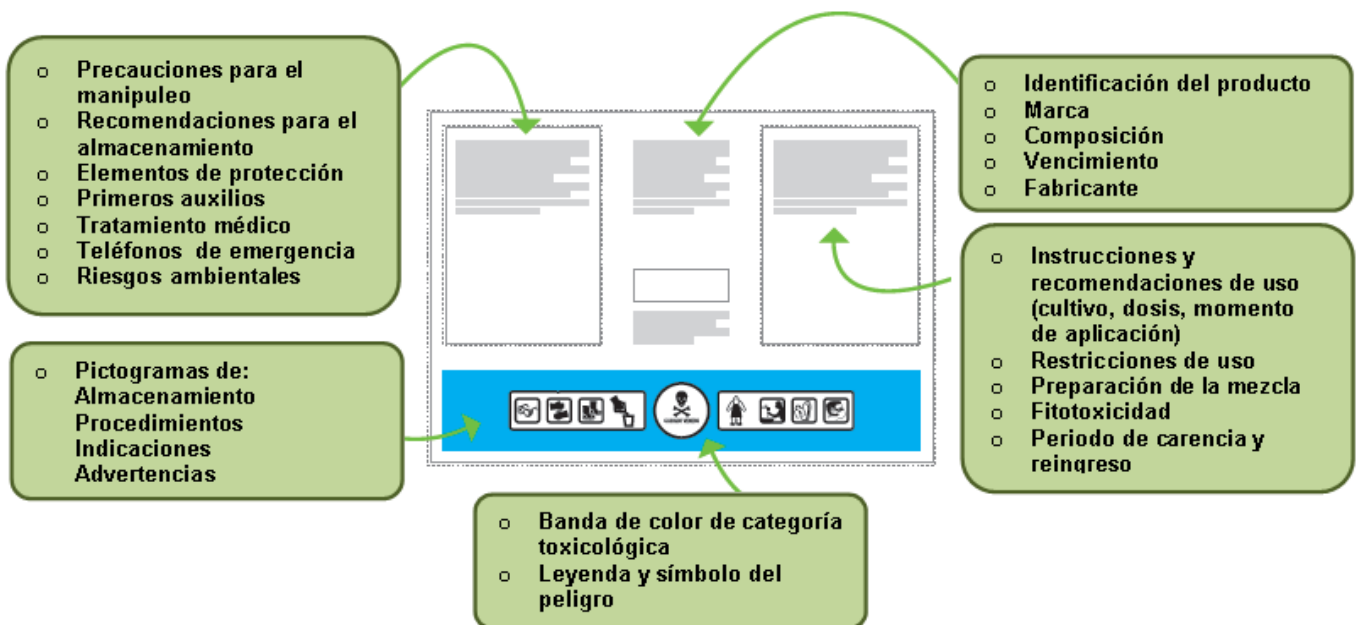 o Precauciones para el
manipuleo
o Recomendaciones para el
almacenamiento
o Elementos de protección
o Primeros auxilios
o Tratamiento médico
o Teléfonos de emergencia
o Riesgos ambientales
o Identificación del producto
o Marca
o Composición
o Vencimiento
o Fabricante
o Instrucciones y
recomendaciones de uso
(cultivo, dosis, momento
de aplicación)
o Restricciones de uso
o Preparación de la mezcla
o Fitotoxicidad
o Periodo de carencia y
reingreso
o Pictogramas de:
Almacenamiento
Procedimientos
Indicaciones
Advertencias
o Banda de color de categoría
toxicológica
o Leyenda y símbolo del
peligro